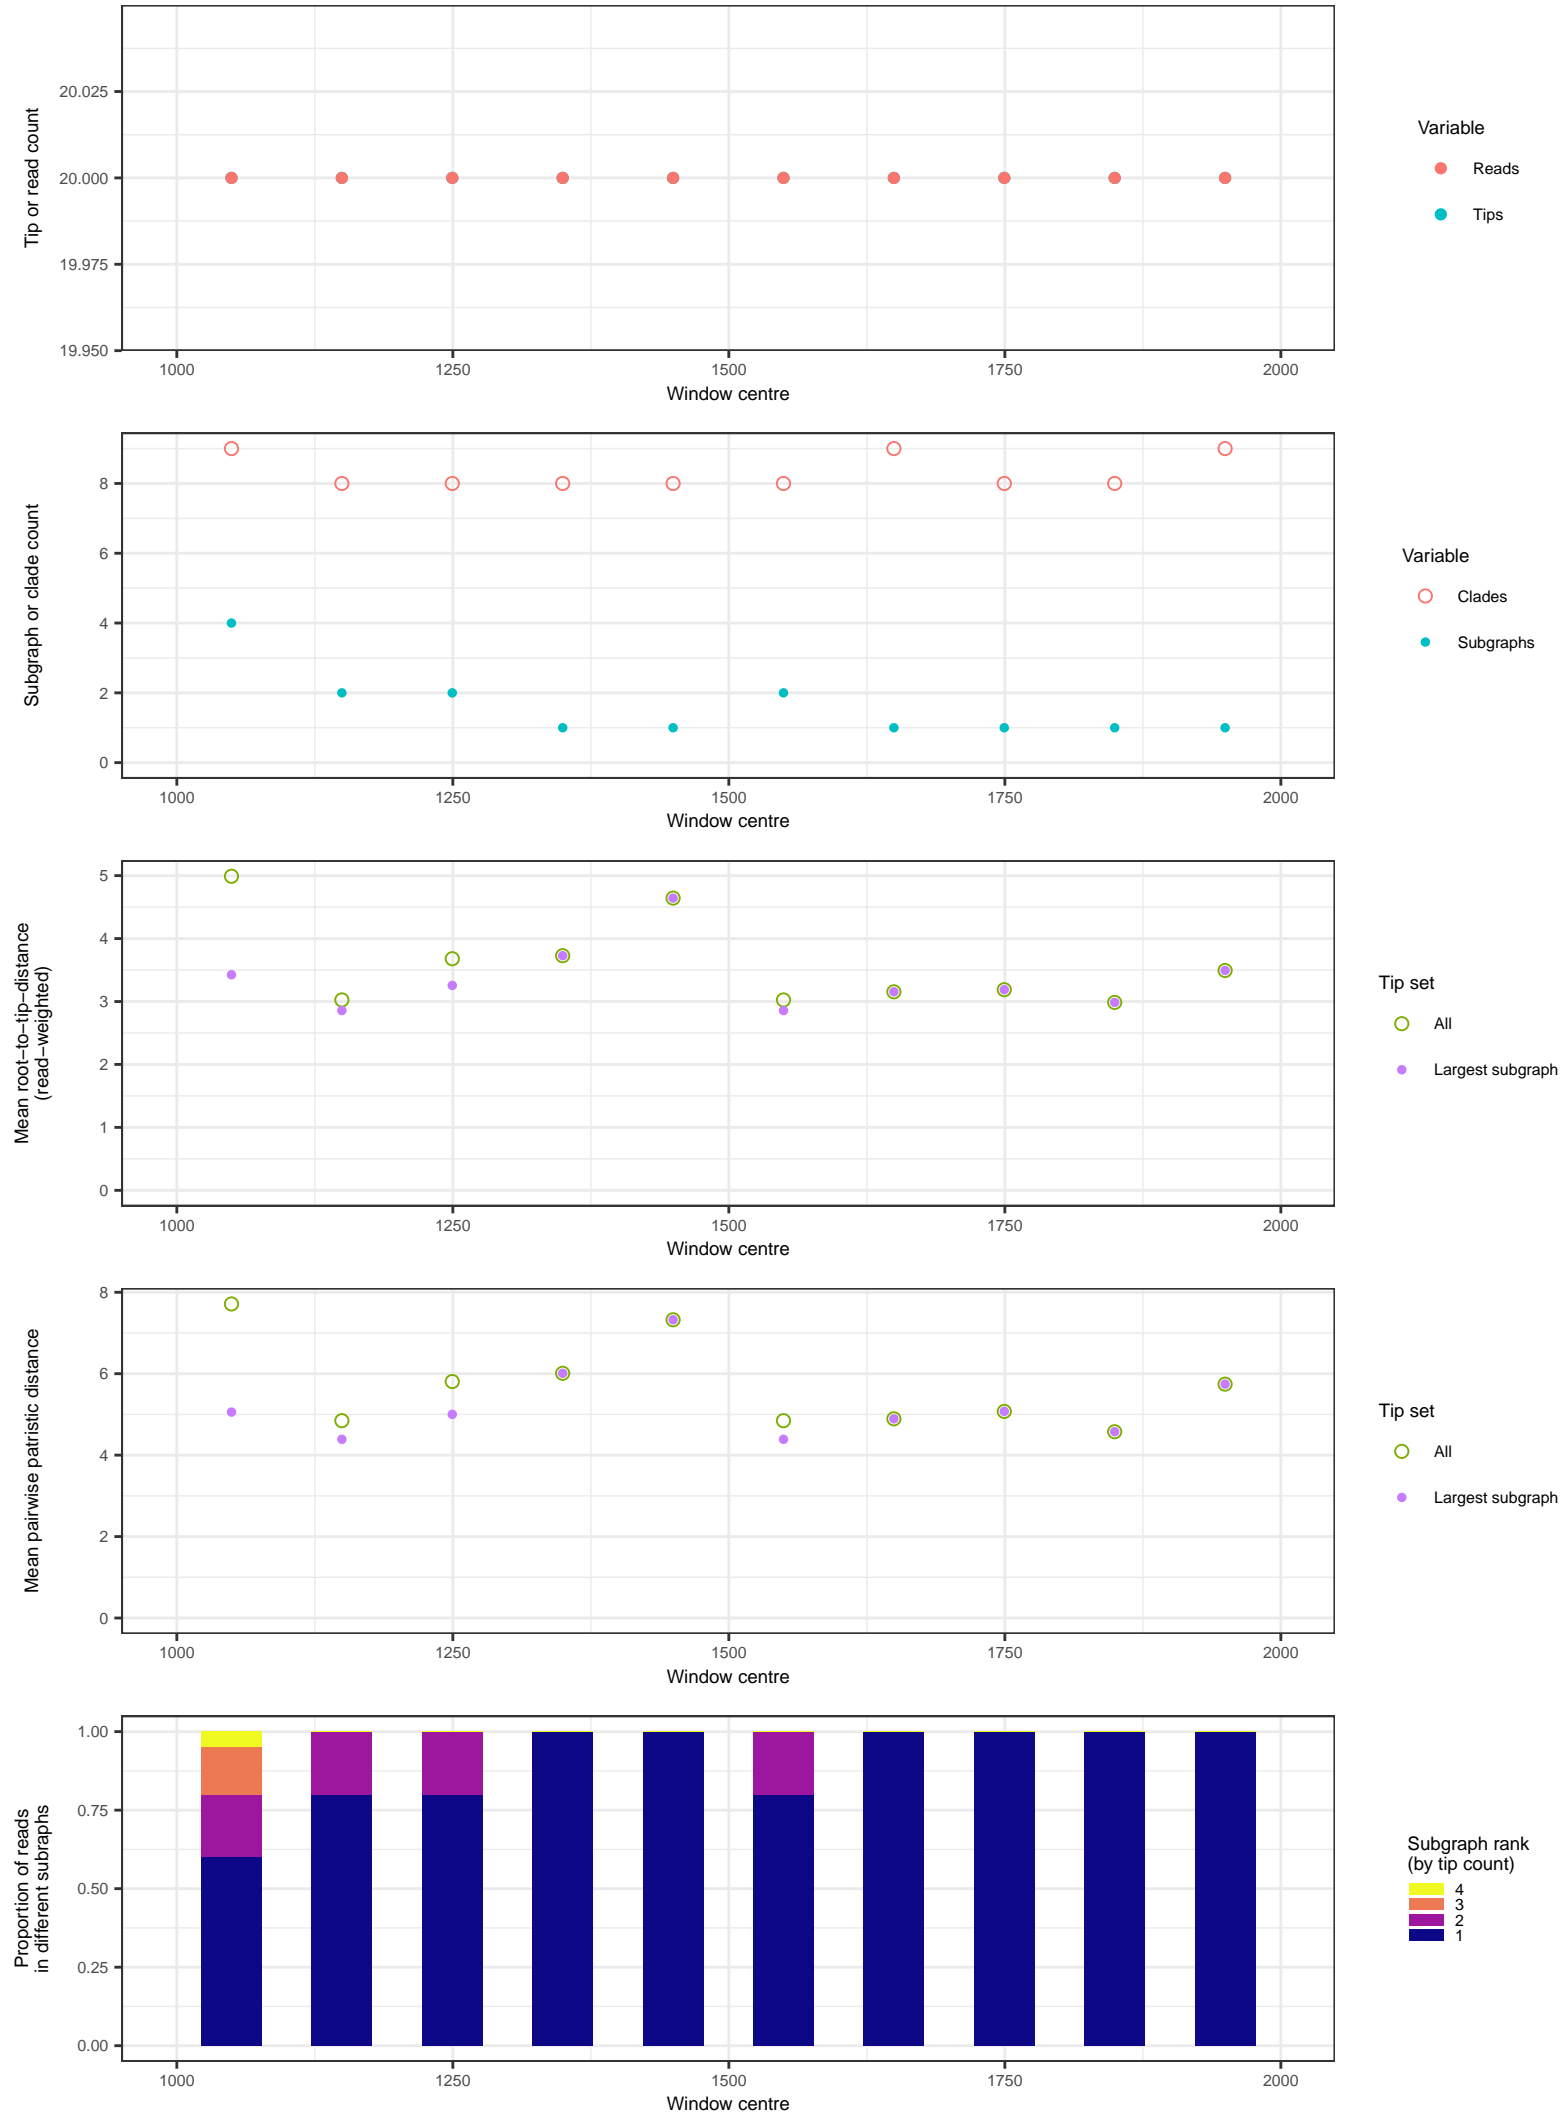 Tip or read count
20.025
20.000
19.975
19.950
1000
1250
1500
1750
2000
Window centre
Variable
Reads
Tips
Subgraph or clade count
8
6
4
2
0
1000
1250
1500
1750
2000
Window centre
Variable
Clades
Subgraphs
Mean root−to−tip−distance
(read−weighted)
5
4
3
2
1
0
1000
1250
1500
1750
2000
Window centre
Tip set
All
Largest subgraph
Mean pairwise patristic distance
8
6
4
2
0
1000
1250
1500
1750
2000
Window centre
Tip set
All
Largest subgraph
Proportion of reads
in different subraphs
1.00
0.75
0.50
0.25
0.00
1000
1250
1500
1750
2000
Window centre
Subgraph rank
(by tip count)
4
3
2
1